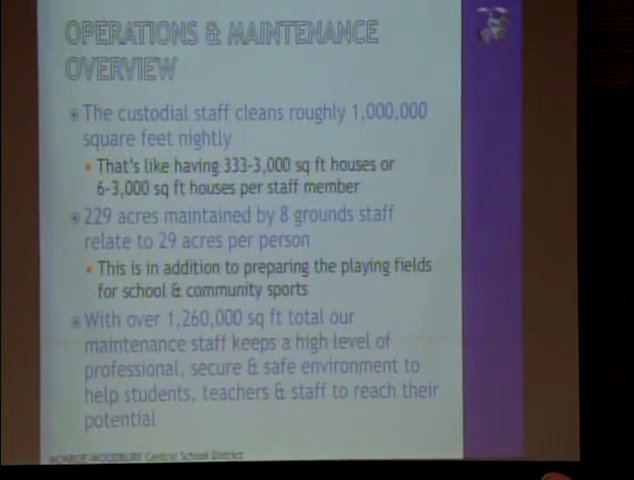 OPERATIONS & MAINTENANCE
OVERVIEW
The custodial staff cleans roughly 1,000,000
square feet nightly
That's like having 333-3,000 sq ft houses or
6-3,000 sq ft houses per staff member
229 acres maintained by 8 grounds staff
relate to 29 acres per person
This is in addition to preparing the playing fields
for school & community sports
With over 1,260,000 sq ft total our
maintenance staff keeps a high level of
professional, secure & safe environment to
help students, teachers & staff to reach their
potential
MONROE-WOODBURY Central School District